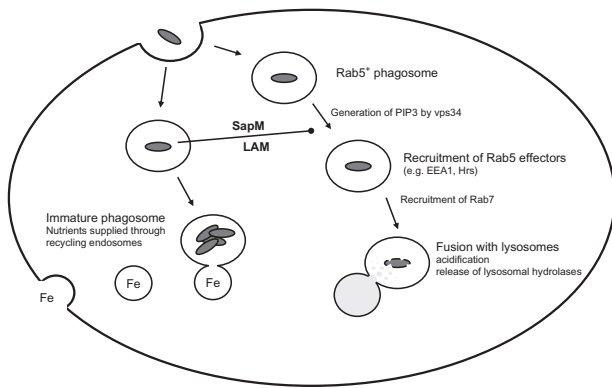 Rab5⁺ phagosome
Generation of PIP3 by vps34
SapM
LAM
Recruitment of Rab5 effectors
(e.g. EEA1, Hrs)
Recruitment of Rab7
Immature phagosome
Nutrients supplied through
recycling endosomes
Fusion with lysosomes
acidification
release of lysosomal hydrolases
Fe
Fe
Fe